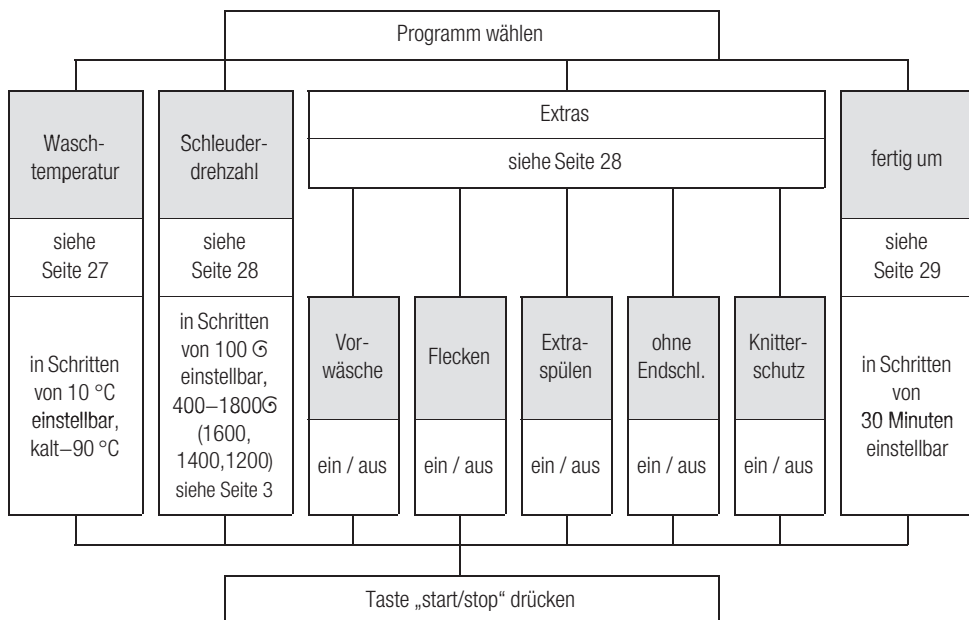 Programm wählen
Wasch-
temperatur
siehe
Seite 27
in Schritten
von 10 °C
einstellbar,
kalt–90 °C
Schleuder-
drehzahl
siehe
Seite 28
in Schritten
von 100
einstellbar,
400–1800
(1600,
1400,1200)
siehe Seite 3
Extras
siehe Seite 28
Vor-
wäsche
ein / aus
Flecken
ein / aus
Extra-
spülen
ein / aus
ohne
Endschl.
ein / aus
Knitter-
schutz
ein / aus
fertig um
siehe
Seite 29
in Schritten
von
30 Minuten
einstellbar
Taste „start/stop“ drücken